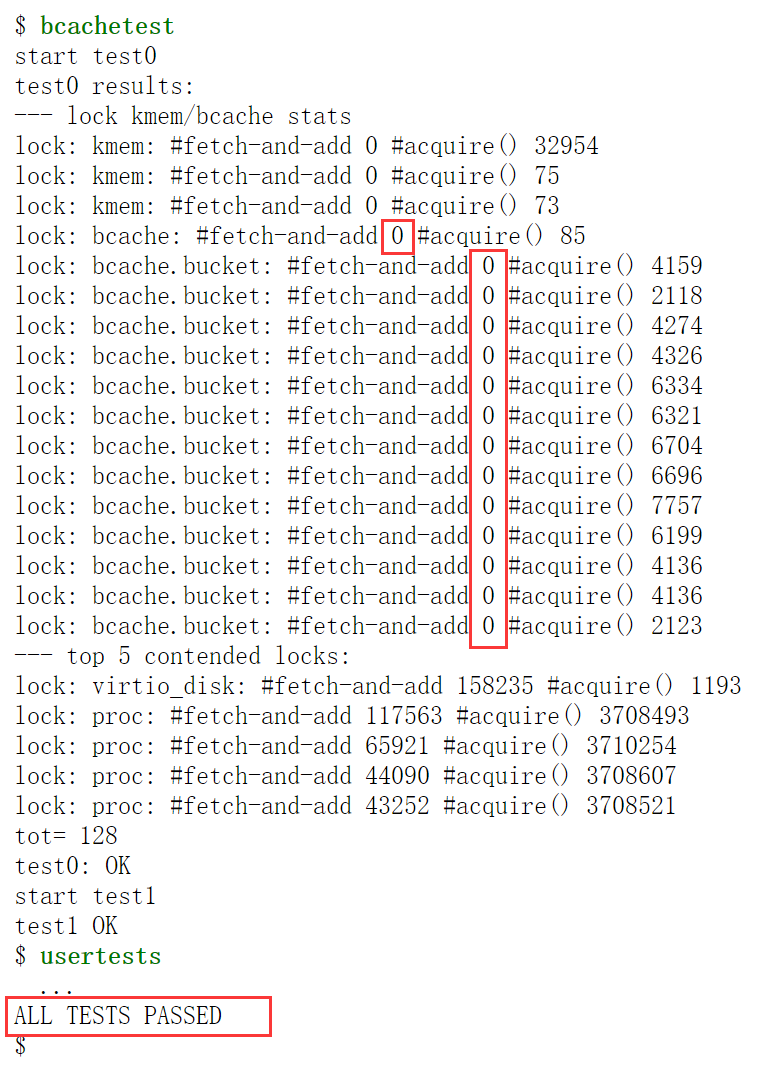 $ bcachetest
start test0
test0 results:
--- lock kmem/bcache stats
lock: kmem: #fetch-and-add 0 #acquire() 32954
lock: kmem: #fetch-and-add 0 #acquire() 75
lock: kmem: #fetch-and-add 0 #acquire() 73
lock: bcache: #fetch-and-add 0 #acquire() 85
lock: bcache.bucket: #fetch-and-add 0 #acquire() 4159
lock: bcache.bucket: #fetch-and-add 0 #acquire() 2118
lock: bcache.bucket: #fetch-and-add 0 #acquire() 4274
lock: bcache.bucket: #fetch-and-add 0 #acquire() 4326
lock: bcache.bucket: #fetch-and-add 0 #acquire() 6334
lock: bcache.bucket: #fetch-and-add 0 #acquire() 6321
lock: bcache.bucket: #fetch-and-add 0 #acquire() 6704
lock: bcache.bucket: #fetch-and-add 0 #acquire() 6696
lock: bcache.bucket: #fetch-and-add 0 #acquire() 7757
lock: bcache.bucket: #fetch-and-add 0 #acquire() 6199
lock: bcache.bucket: #fetch-and-add 0 #acquire() 4136
lock: bcache.bucket: #fetch-and-add 0 #acquire() 4136
lock: bcache.bucket: #fetch-and-add 0 #acquire() 2123
--- top 5 contended locks:
lock: virtio_disk: #fetch-and-add 158235 #acquire() 1193
lock: proc: #fetch-and-add 117563 #acquire() 3708493
lock: proc: #fetch-and-add 65921 #acquire() 3710254
lock: proc: #fetch-and-add 44090 #acquire() 3708607
lock: proc: #fetch-and-add 43252 #acquire() 3708521
tot= 128
test0: OK
start test1
test1 OK
$ usertests
...
ALL TESTS PASSED
$